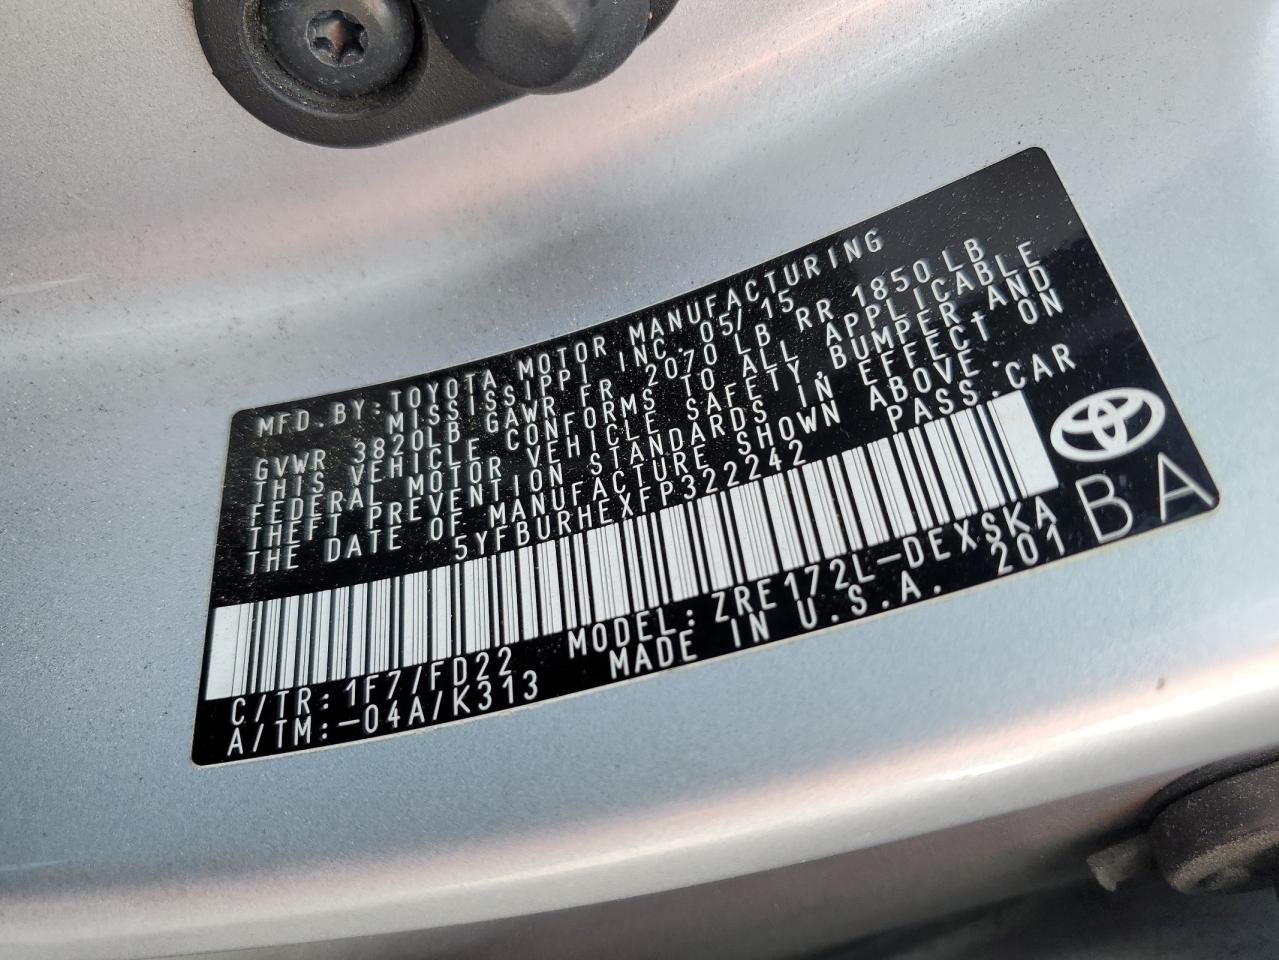 MFD.BY:TOYOTA MOTOR MANUFACTURING
MISSISSIPPI INC.05/15
GVWR 3820LB GAWR FR 2070 LB RR 1850LB
THIS VEHICLE CONFORMS TO ALL APPLICABLE
FEDERAL MOTOR VEHICLE SAFETY,BUMPER,AND
THEFT PREVENTION STANDARDS IN EFFECT ON
THE DATE OF MANUFACTURE SHOWN ABOVE.
5YFBURHEXFP322242 PASS.CAR
C/TR:1F7/FD22 MODEL:ZRE172L-DEXSKA
A/TM:-04A/K313 MADE IN U.S.A. 201
BA